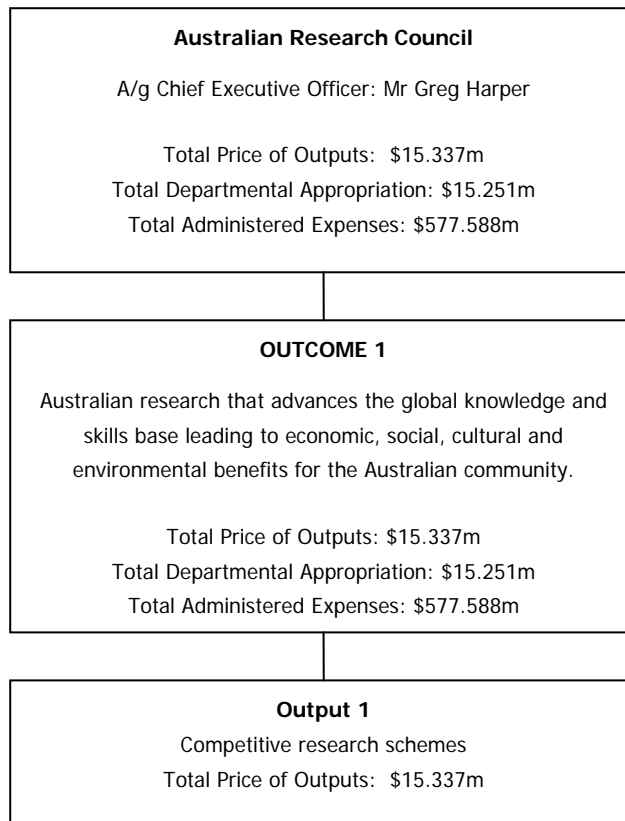 Australian Research Council
A/g Chief Executive Officer: Mr Greg Harper
Total Price of Outputs: $15.337m
Total Departmental Appropriation: $15.251m
Total Administered Expenses: $577.588m
OUTCOME 1
Australian research that advances the global knowledge and
skills base leading to economic, social, cultural and
environmental benefits for the Australian community.
Total Price of Outputs: $15.337m
Total Departmental Appropriation: $15.251m
Total Administered Expenses: $577.588m
Output 1
Competitive research schemes
Total Price of Outputs: $15.337m